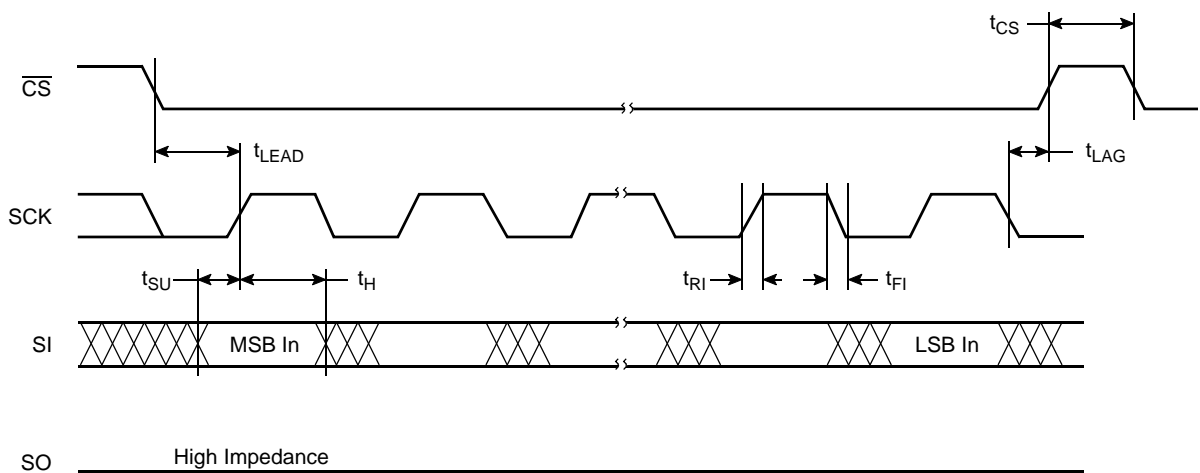 tCS
CS
tLEAD
tLAG
SCK
tSU
tH
tRI
tFI
SI
MSB In
LSB In
SO
High Impedance